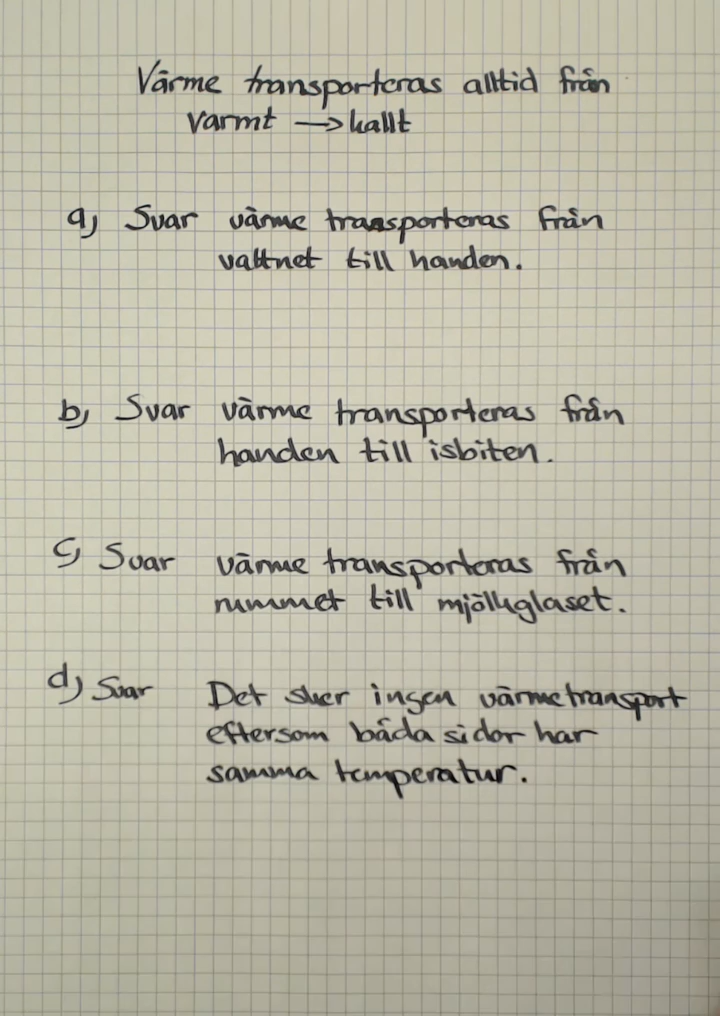 Värme transporteras alltid från
varmt → kallt
a) Svar värme transporteras från
vattnet till handen.
b) Svar värme transporteras från
handen till isbiten.
c) Svar värme transporteras från
rummet till mjölkglaset.
d) Svar Det sker ingen värmetransport
eftersom båda sidor har
samma temperatur.